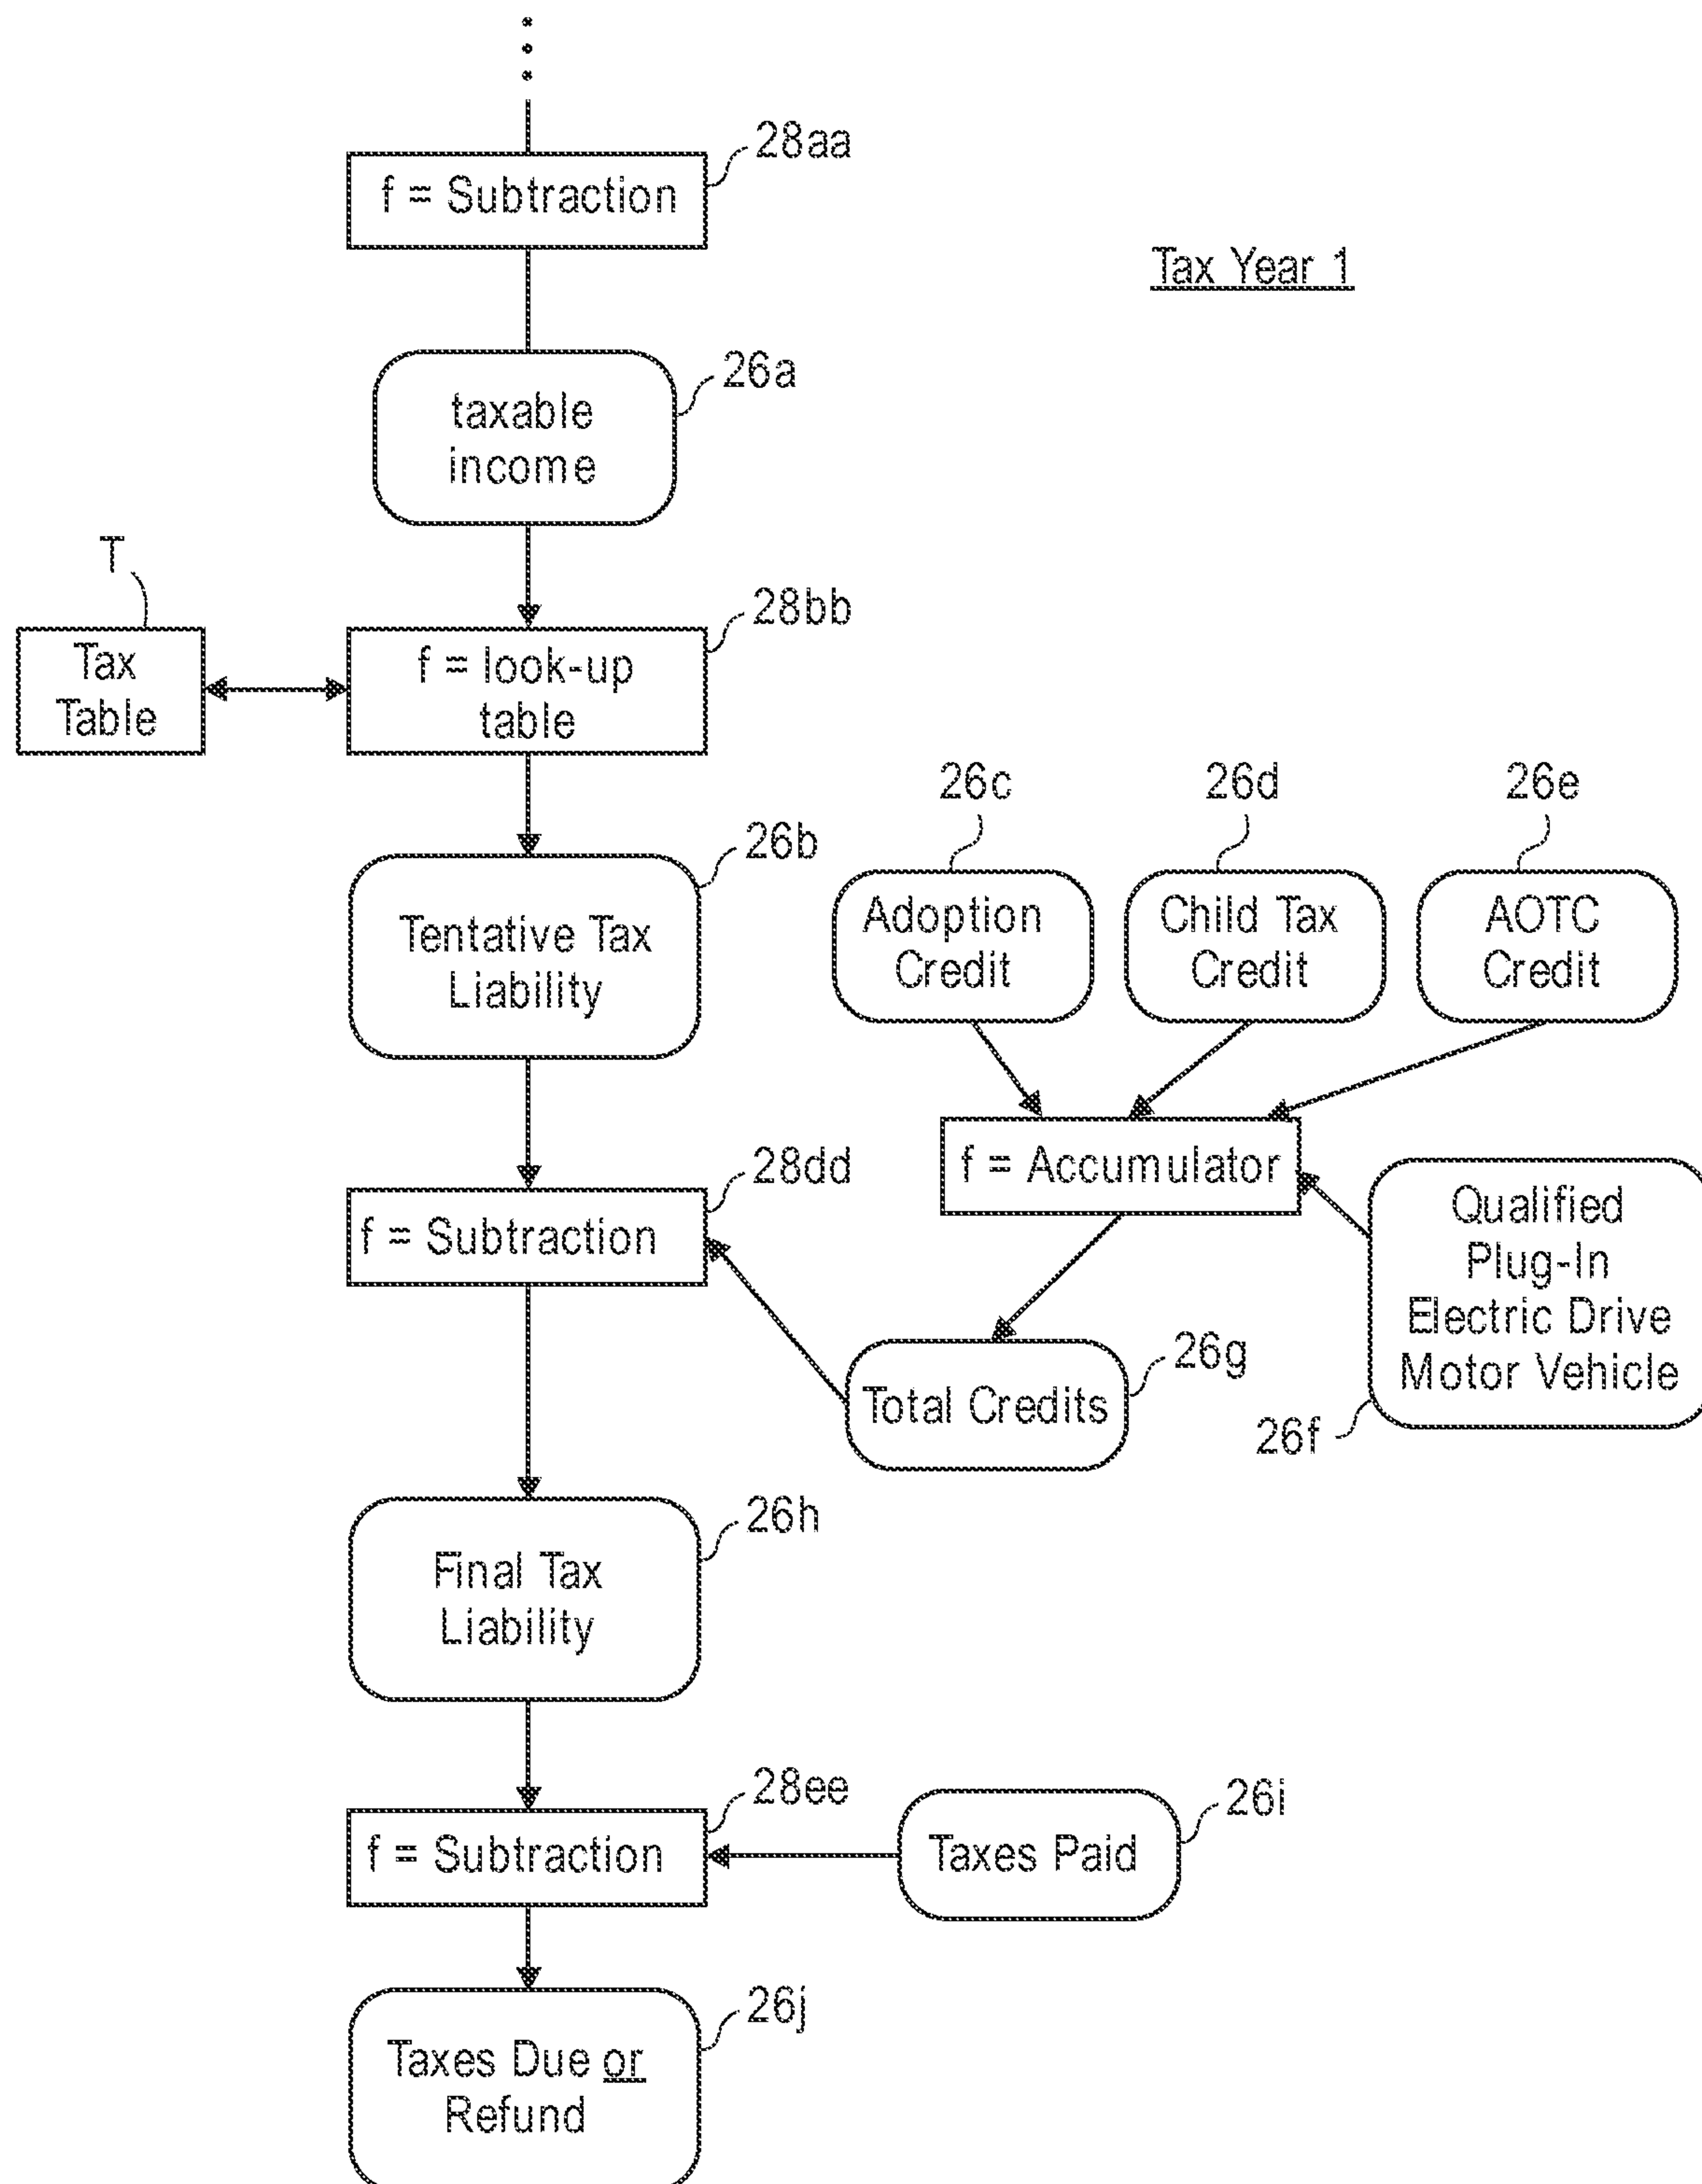 28aa
f = Subtraction
Tax Year 1
26a
taxable
income
T
28bb
Tax
Table
f = look-up
table
26b
Tentative Tax
Liability
26c
26d
26e
Adoption
Credit
Child Tax
Credit
AOTC
Credit
28dd
f = Subtraction
f = Accumulator
Qualified
Plug-In
Electric Drive
Motor Vehicle
26f
26g
Total Credits
26h
Final Tax
Liability
28ee
f = Subtraction
26i
Taxes Paid
26j
Taxes Due or
Refund